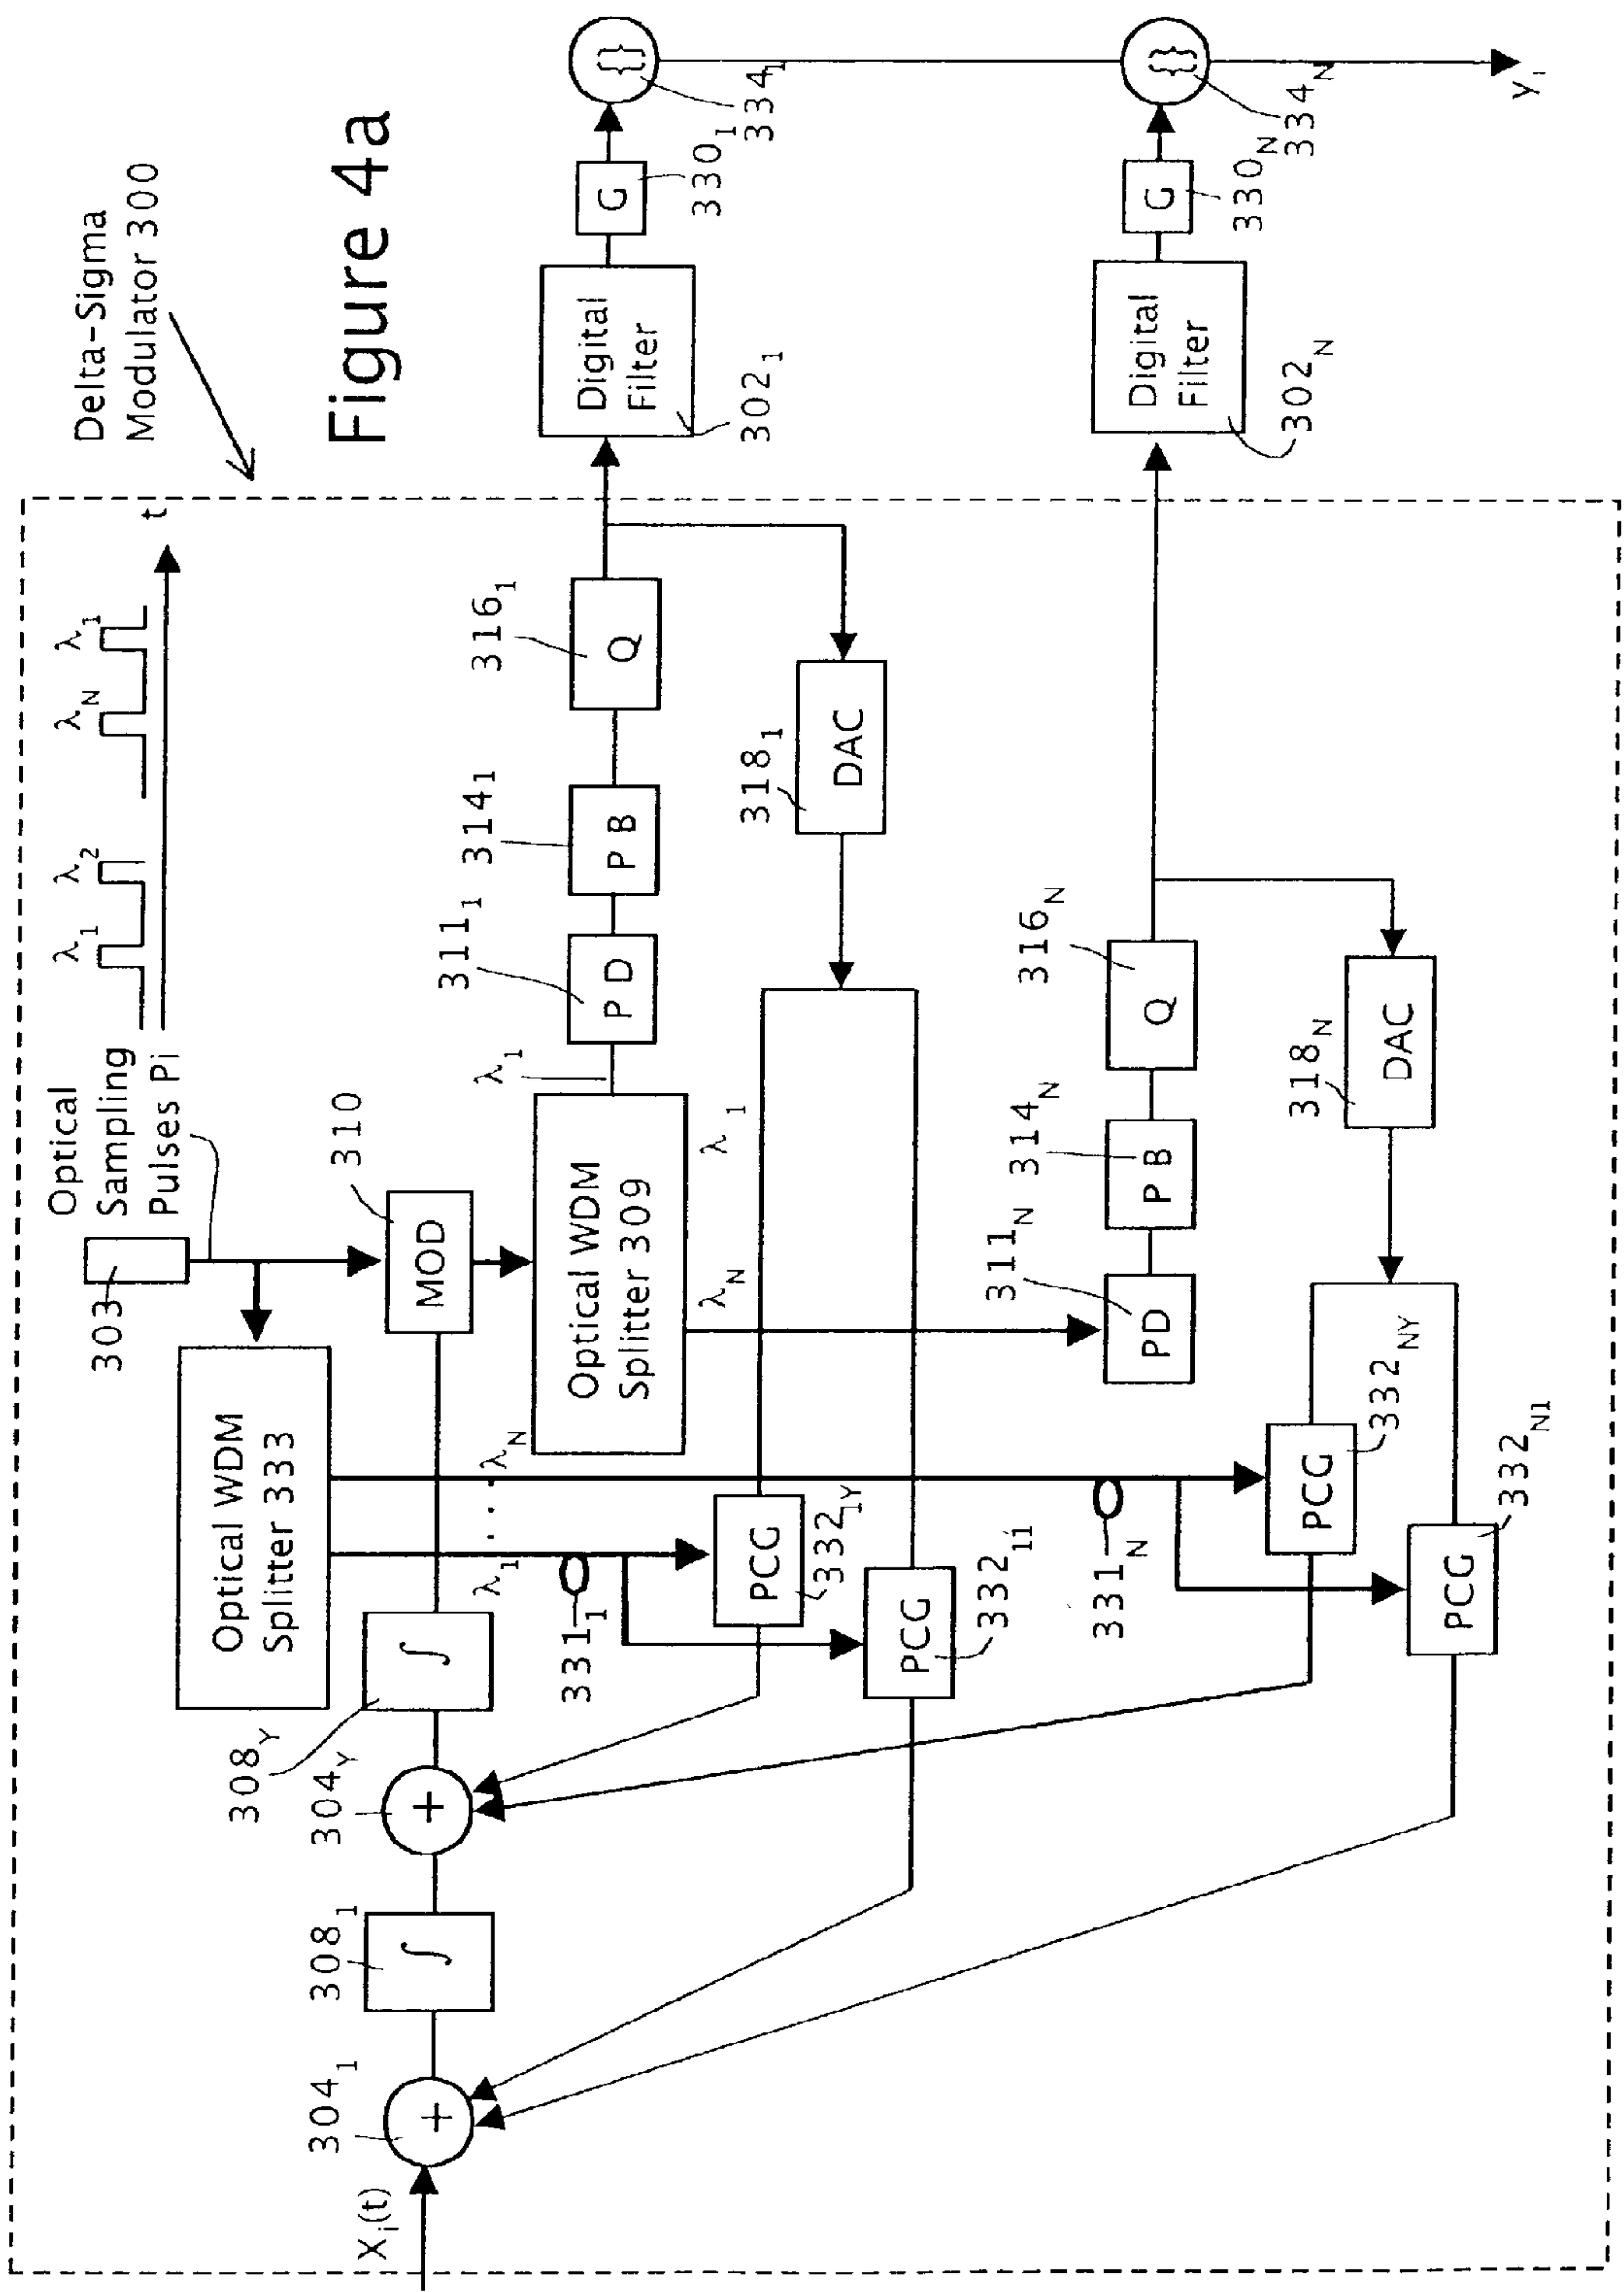 Figure 4a
Delta-Sigma
Modulator 300
Optical
Sampling
Pulses Pi
λ1
λ2
λN
λ1
t
303
Optical WDM
Splitter 333
MOD
310
Xi(t)
+
304₁
∫
308₁
+
304Y
∫
308Y
λ1 . . . λN
Optical WDM
Splitter 309
λ1
λN
λ1
P D
311₁
P B
314₁
Q
316₁
Digital
Filter
302₁
G
330₁
{}
334₁
DAC
318₁
331₁
PCG
332₁Y
PCG
332₁₁
PD
311N
P B
314N
Q
316N
Digital
Filter
302N
G
330N
{}
334N
yi
DAC
318N
331N
PCG
332NY
PCG
332N1